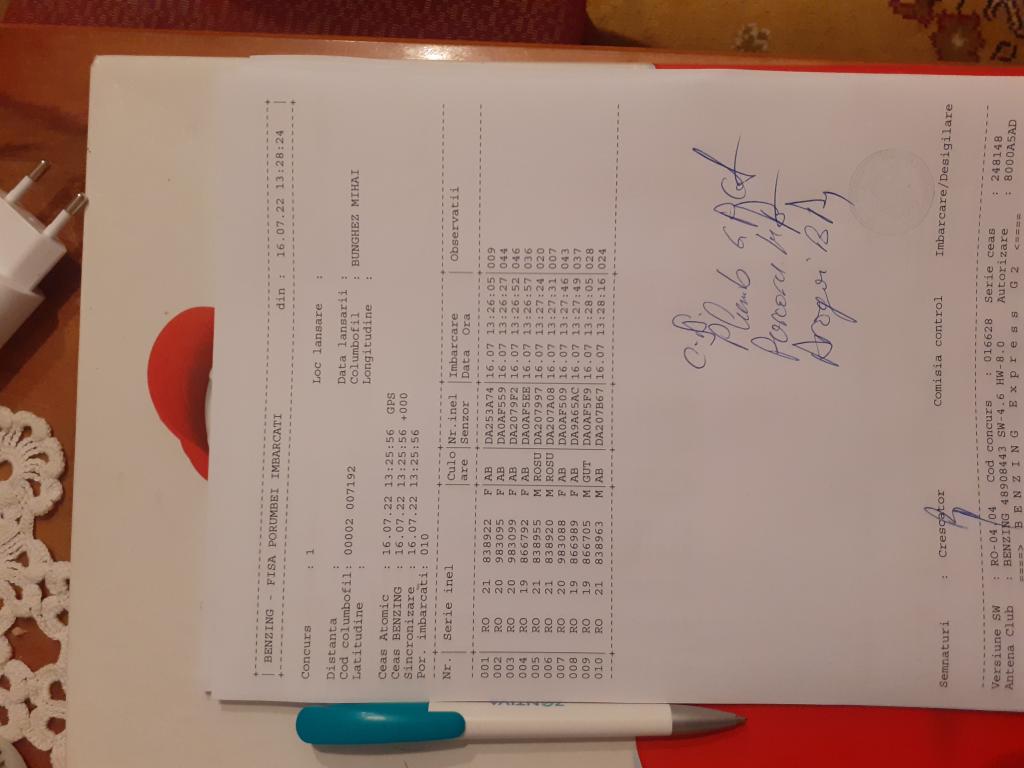 BENZING - FISA PORUMBEI IMBARCATI din : 16.07.22 13:28:24
Concurs : 1 Loc lansare :
Distanta : Data lansarii :
Cod columbofil: 00002 007192 Columbofil : BUNGHEZ MIHAI
Latitudine : Longitudine :
Ceas Atomic : 16.07.22 13:25:56 GPS
Ceas BENZING : 16.07.22 13:25:56 +000
Sincronizare : 16.07.22 13:25:56
Por. imbarcati: 010
Nr. | Serie inel | Culo | Nr.inel | Imbarcare | Observatii
are | Senzor | Data Ora
001 | RO 21 838922 F | AB | DA253A74 | 16.07 13:26:05 | 009
002 | RO 20 983095 F | AB | DA0AF559 | 16.07 13:26:27 | 044
003 | RO 20 983099 F | AB | DA2079F2 | 16.07 13:26:52 | 046
004 | RO 19 866792 F | AB | DA0AF5EE | 16.07 13:26:57 | 036
005 | RO 21 838955 M | ROSU | DA207997 | 16.07 13:27:24 | 020
006 | RO 21 838920 M | ROSU | DA207A08 | 16.07 13:27:31 | 007
007 | RO 20 983088 F | AB | DA0AF509 | 16.07 13:27:46 | 043
008 | RO 19 866989 F | AB | DA9A65AC | 16.07 13:27:49 | 037
009 | RO 19 866705 M | GUT | DA0AF5F9 | 16.07 13:28:05 | 028
010 | RO 21 838963 M | AB | DA207B67 | 16.07 13:28:16 | 024
Plumb
Semnaturi : Crescator Comisia control Imbarcare/Desigilare
Versiune SW : RO-04/04 Cod concurs : 016628 Serie ceas : 248148
Antena Club : BENZING 48908443 SW-4.6 HW-8.0 Autorizare : 8000A5AD
====> BENZING Express G2 <====
ZENTIVA